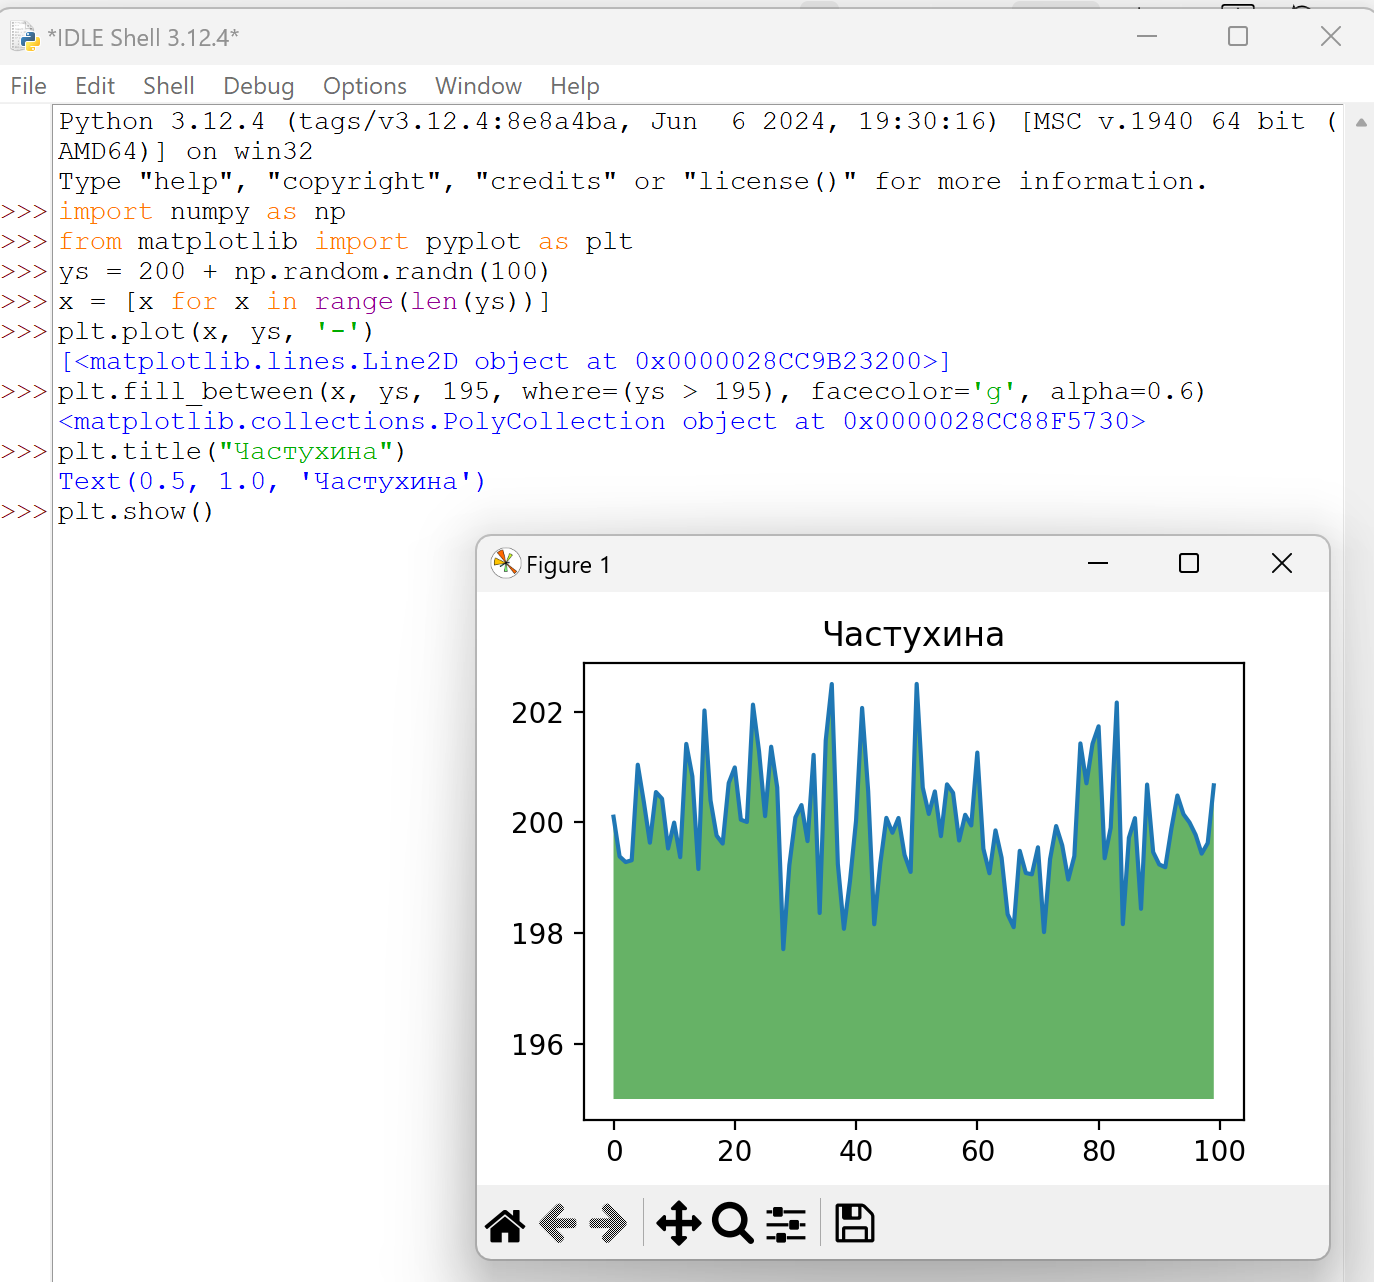 *IDLE Shell 3.12.4*
File Edit Shell Debug Options Window Help
Python 3.12.4 (tags/v3.12.4:8e8a4ba, Jun  6 2024, 19:30:16) [MSC v.1940 64 bit (
AMD64)] on win32
Type "help", "copyright", "credits" or "license()" for more information.
>>> import numpy as np
>>> from matplotlib import pyplot as plt
>>> ys = 200 + np.random.randn(100)
>>> x = [x for x in range(len(ys))]
>>> plt.plot(x, ys, '-')
[<matplotlib.lines.Line2D object at 0x0000028CC9B23200>]
>>> plt.fill_between(x, ys, 195, where=(ys > 195), facecolor='g', alpha=0.6)
<matplotlib.collections.PolyCollection object at 0x0000028CC88F5730>
>>> plt.title("Частухина")
Text(0.5, 1.0, 'Частухина')
>>> plt.show()
Figure 1
Частухина
202
200
198
196
0 20 40 60 80 100